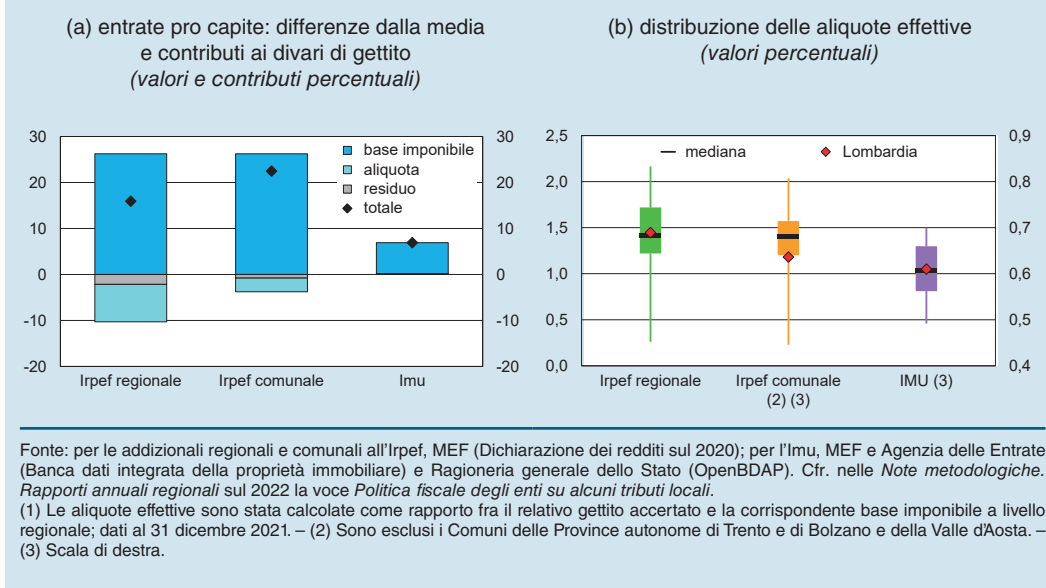 (a) entrate pro capite: differenze dalla media
e contributi ai divari di gettito
(valori e contributi percentuali)
30
20
10
0
-10
-20
base imponibile
aliquota
residuo
totale
30
20
10
0
-10
-20
Irpef regionale
Irpef comunale
Imu
(b) distribuzione delle aliquote effettive
(valori percentuali)
2,5
2,0
1,5
1,0
0,5
0,0
mediana
Lombardia
0,9
0,8
0,7
0,6
0,5
0,4
Irpef regionale
Irpef comunale
(2) (3)
IMU (3)
Fonte: per le addizionali regionali e comunali all'Irpef, MEF (Dichiarazione dei redditi sul 2020); per l'Imu, MEF e Agenzia delle Entrate
(Banca dati integrata della proprietà immobiliare) e Ragioneria generale dello Stato (OpenBDAP). Cfr. nelle Note metodologiche.
Rapporti annuali regionali sul 2022 la voce Politica fiscale degli enti su alcuni tributi locali.
(1) Le aliquote effettive sono stata calcolate come rapporto fra il relativo gettito accertato e la corrispondente base imponibile a livello
regionale; dati al 31 dicembre 2021. – (2) Sono esclusi i Comuni delle Province autonome di Trento e di Bolzano e della Valle d'Aosta. –
(3) Scala di destra.